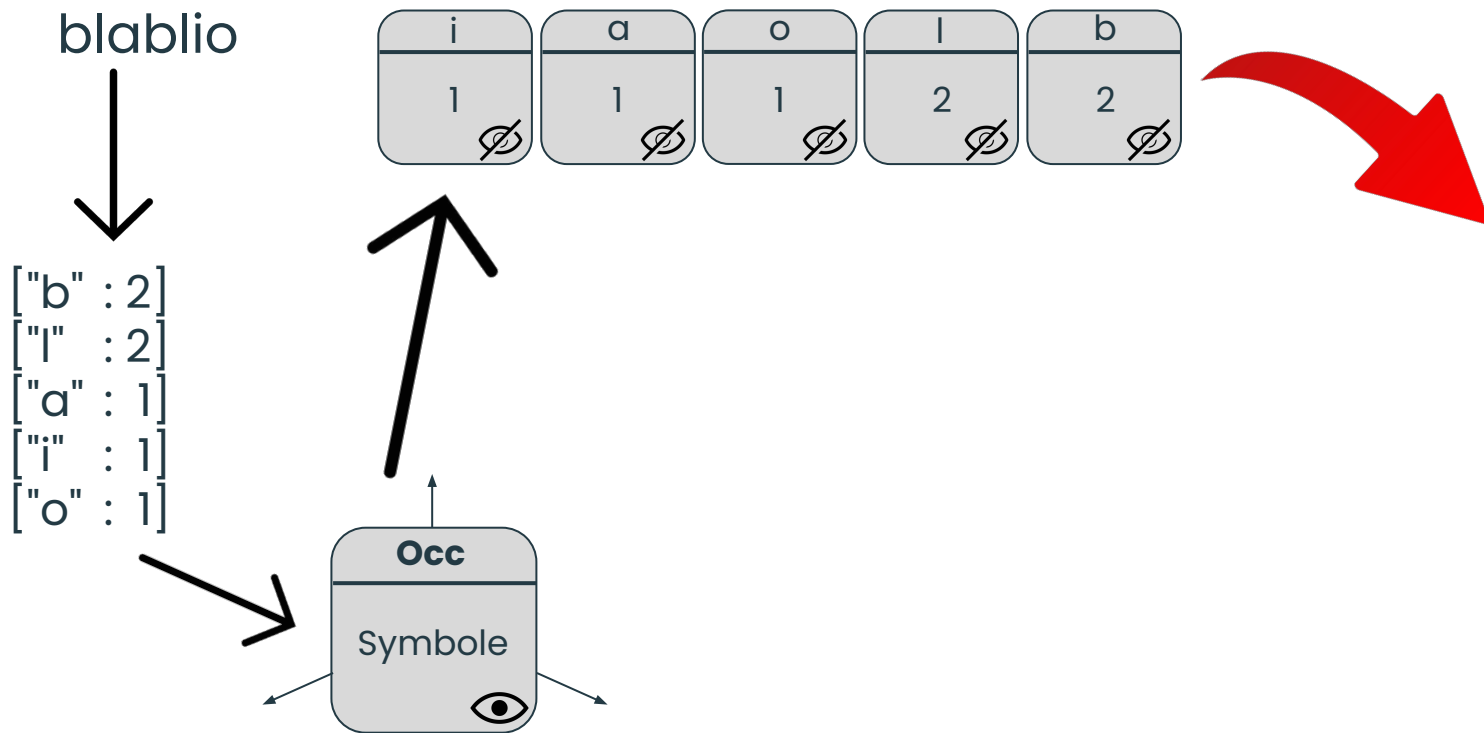 blablio
["b" : 2]
["l" : 2]
["a" : 1]
["i" : 1]
["o" : 1]
Occ
Symbole
i a o l b
1 1 1 2 2